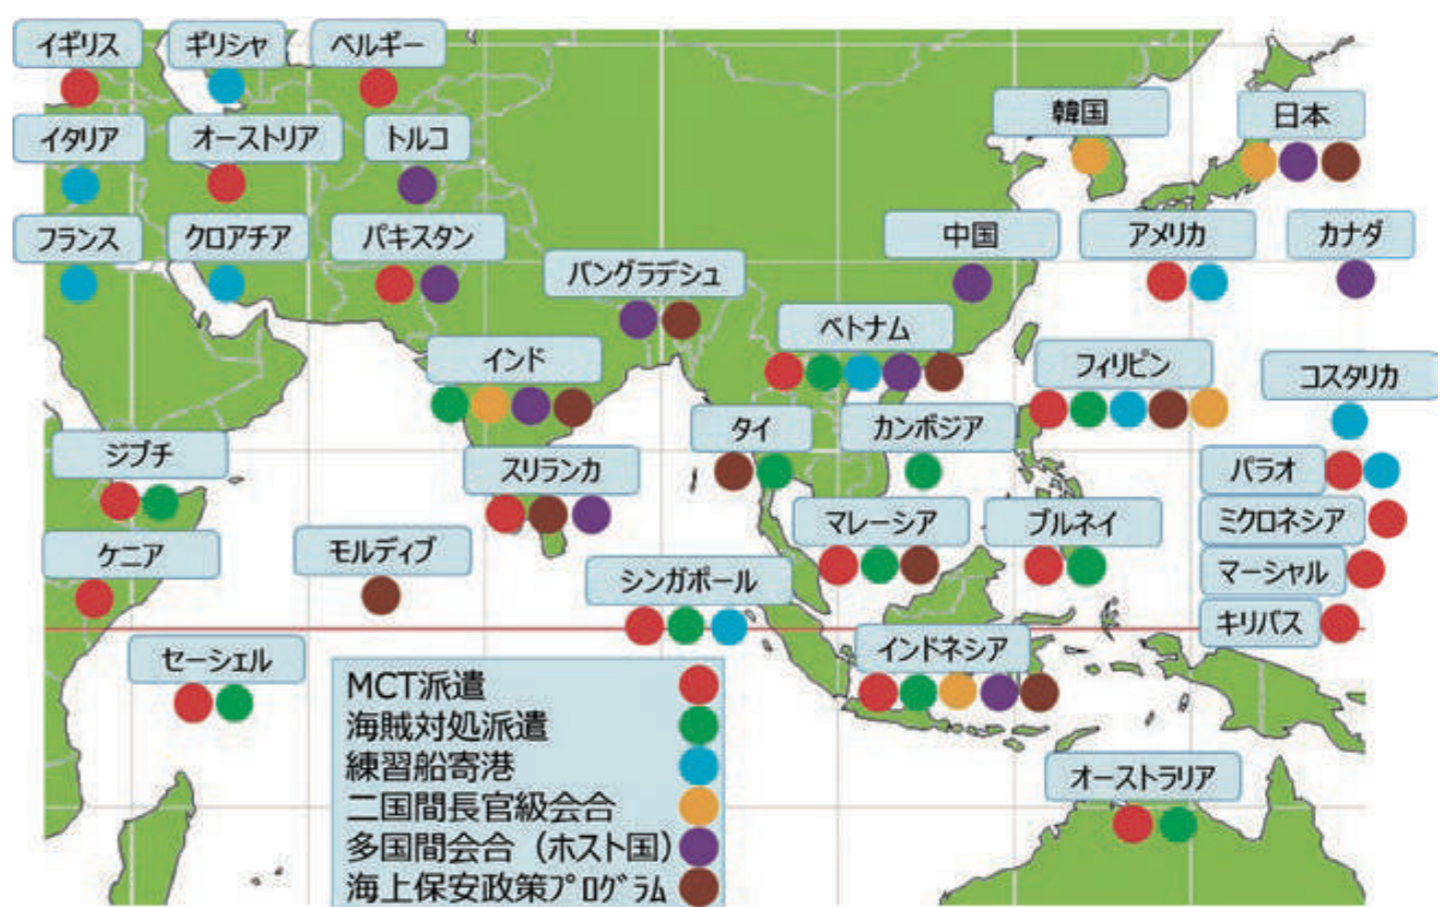 イギリス
ギリシャ
ベルギー
韓国
日本
イタリア
オーストリア
トルコ
フランス
クロアチア
パキスタン
バングラデシュ
中国
アメリカ
カナダ
インド
ベトナム
フィリピン
コスタリカ
ジブチ
スリランカ
タイ
カンボジア
パラオ
ケニア
モルディブ
シンガポール
マレーシア
ブルネイ
ミクロネシア
マーシャル
キリバス
セーシェル
インドネシア
オーストラリア
MCT派遣
海賊対処派遣
練習船寄港
二国間長官級会合
多国間会合（ホスト国）
海上保安政策プログラム